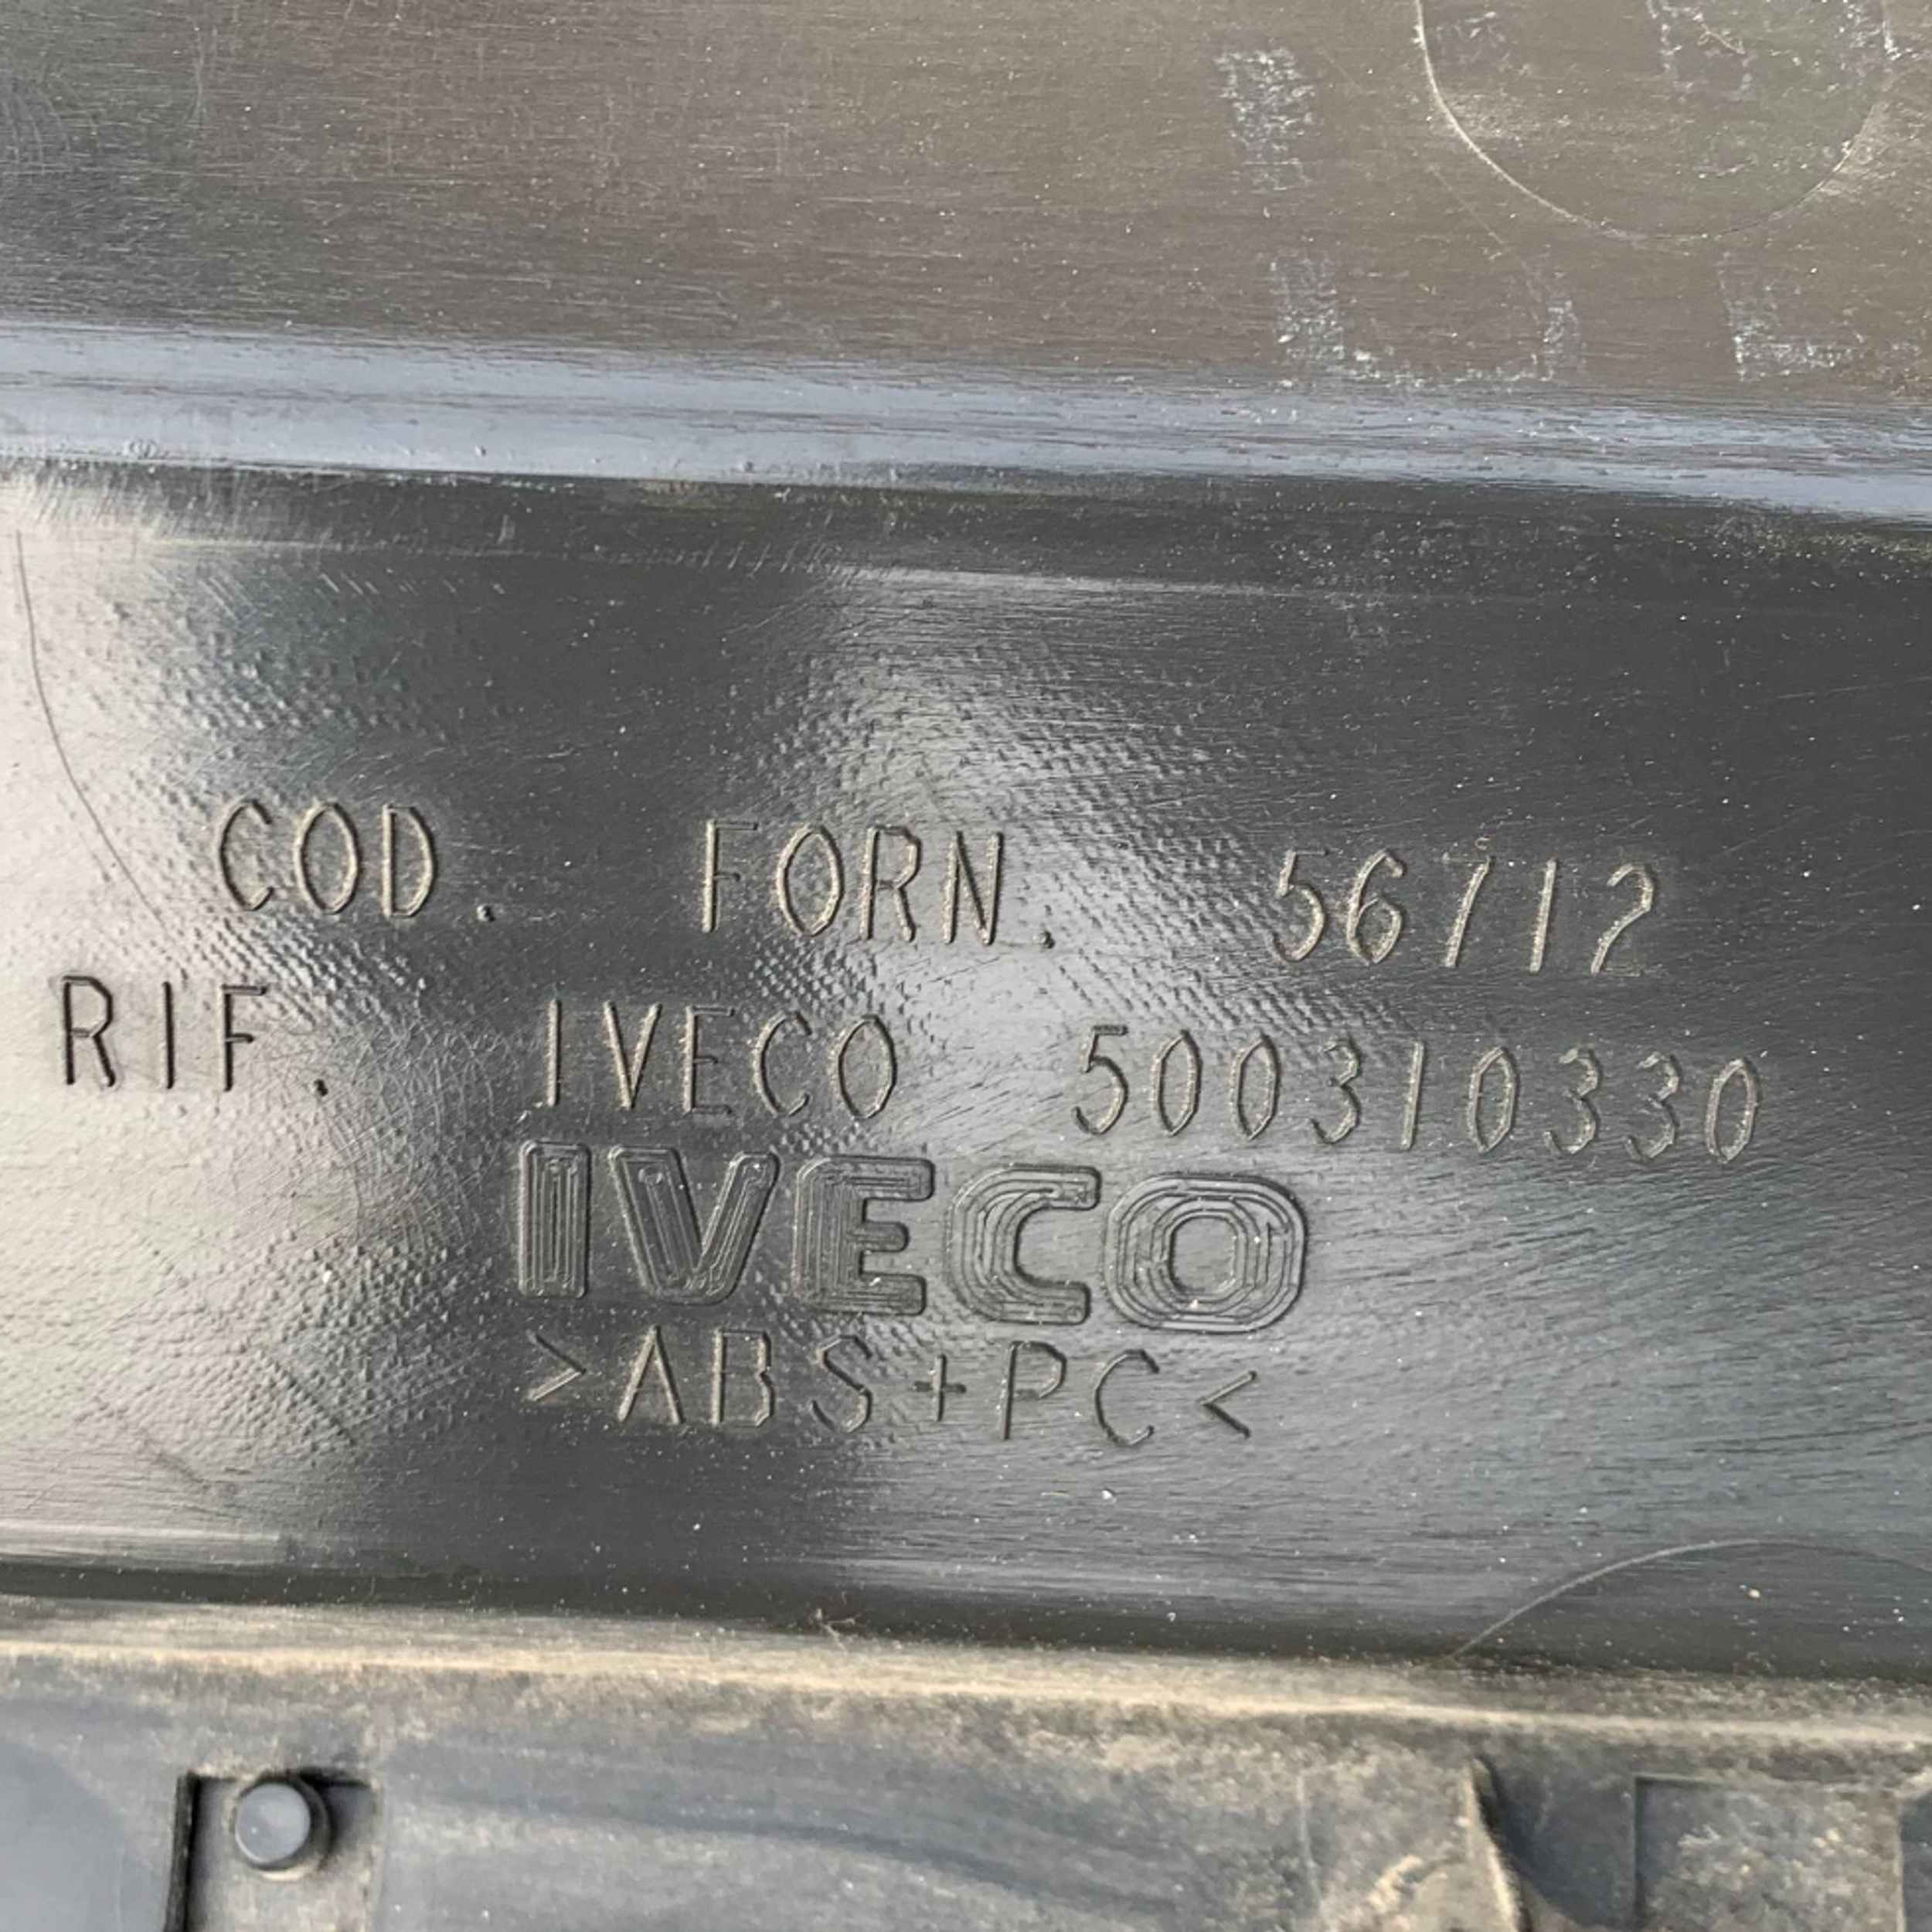 COD. FORN. 56712
RIF. IVECO 500310330
IVECO
>ABS+PC<